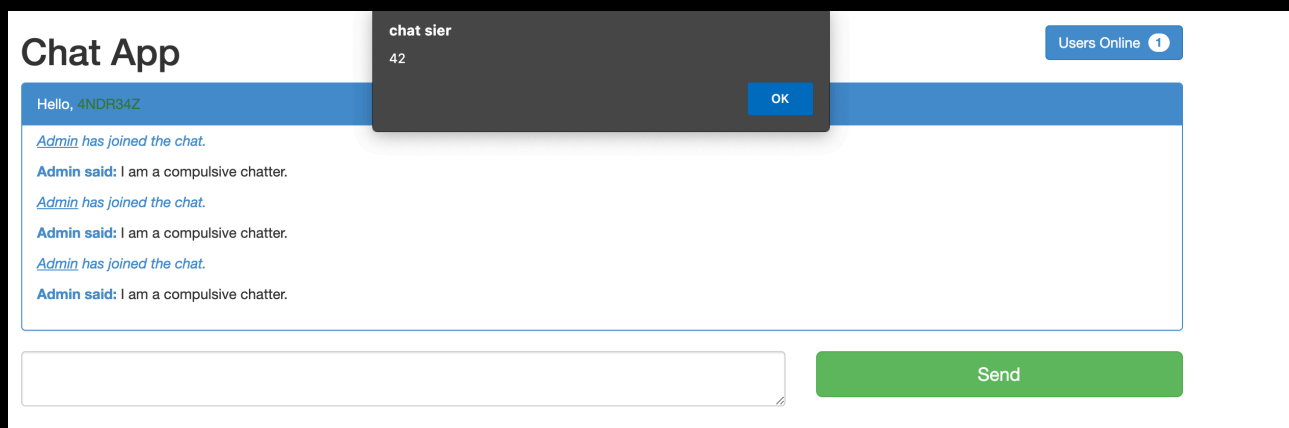 Chat App
chat sier
42
OK
Users Online 1
Hello, 4NDR34Z
Admin has joined the chat.
Admin said: I am a compulsive chatter.
Admin has joined the chat.
Admin said: I am a compulsive chatter.
Admin has joined the chat.
Admin said: I am a compulsive chatter.
Send